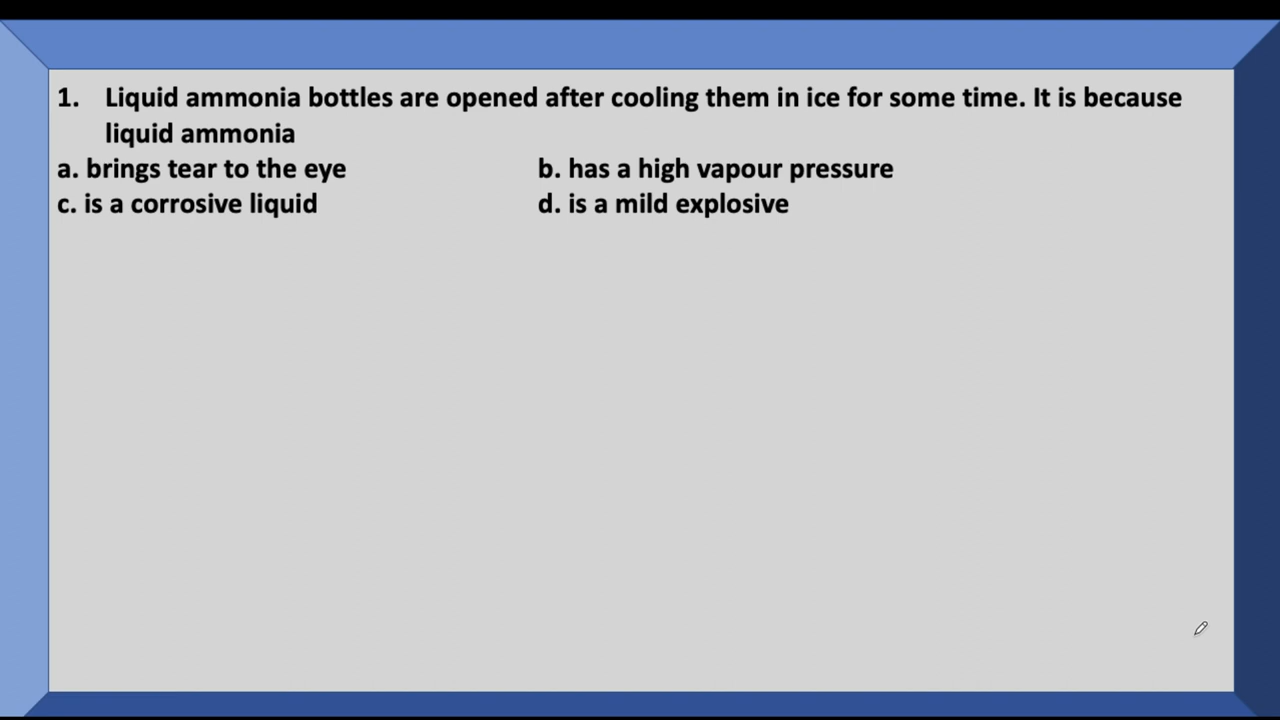 1. Liquid ammonia bottles are opened after cooling them in ice for some time. It is because
liquid ammonia
a. brings tear to the eye b. has a high vapour pressure
c. is a corrosive liquid d. is a mild explosive